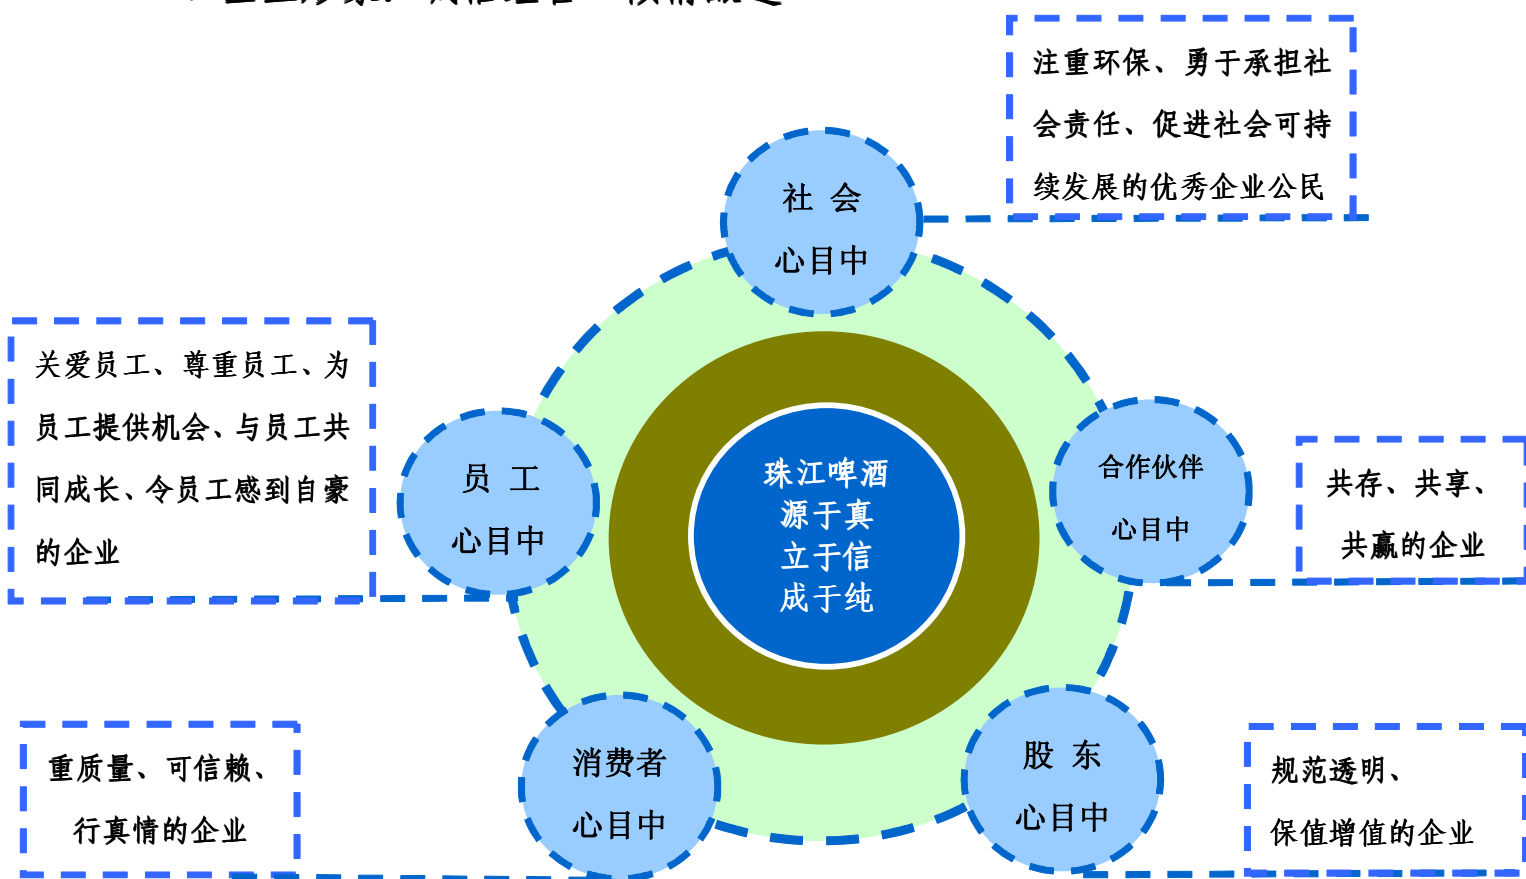 注重环保、勇于承担社
会责任、促进社会可持
续发展的优秀企业公民
社 会
心目中
关爱员工、尊重员工、为
员工提供机会、与员工共
同成长、令员工感到自豪
的企业
员 工
心目中
珠江啤酒
源于真
立于信
成于纯
合作伙伴
心目中
共存、共享、
共赢的企业
重质量、可信赖、
行真情的企业
消费者
心目中
股 东
心目中
规范透明、
保值增值的企业